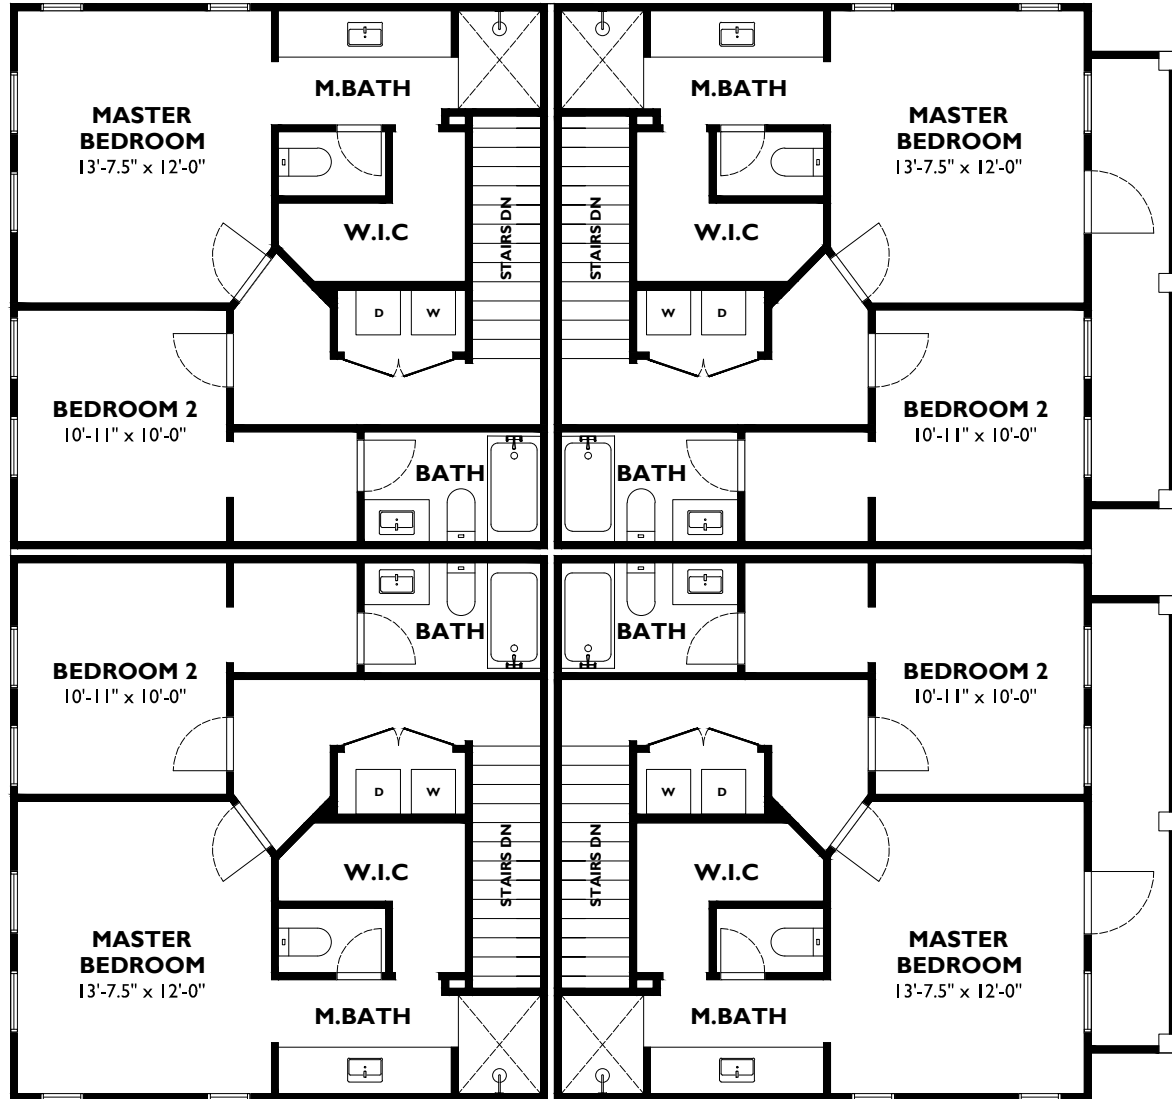 M.BATH
M.BATH
MASTER
BEDROOM
13'-7.5" x 12'-0"
MASTER
BEDROOM
13'-7.5" x 12'-0"
W.I.C
STAIRS DN
STAIRS DN
W.I.C
D
W
W
D
BEDROOM 2
10'-11" x 10'-0"
BEDROOM 2
10'-11" x 10'-0"
BATH
BATH
BATH
BATH
BEDROOM 2
10'-11" x 10'-0"
BEDROOM 2
10'-11" x 10'-0"
D
W
W
D
W.I.C
STAIRS DN
STAIRS DN
W.I.C
MASTER
BEDROOM
13'-7.5" x 12'-0"
MASTER
BEDROOM
13'-7.5" x 12'-0"
M.BATH
M.BATH